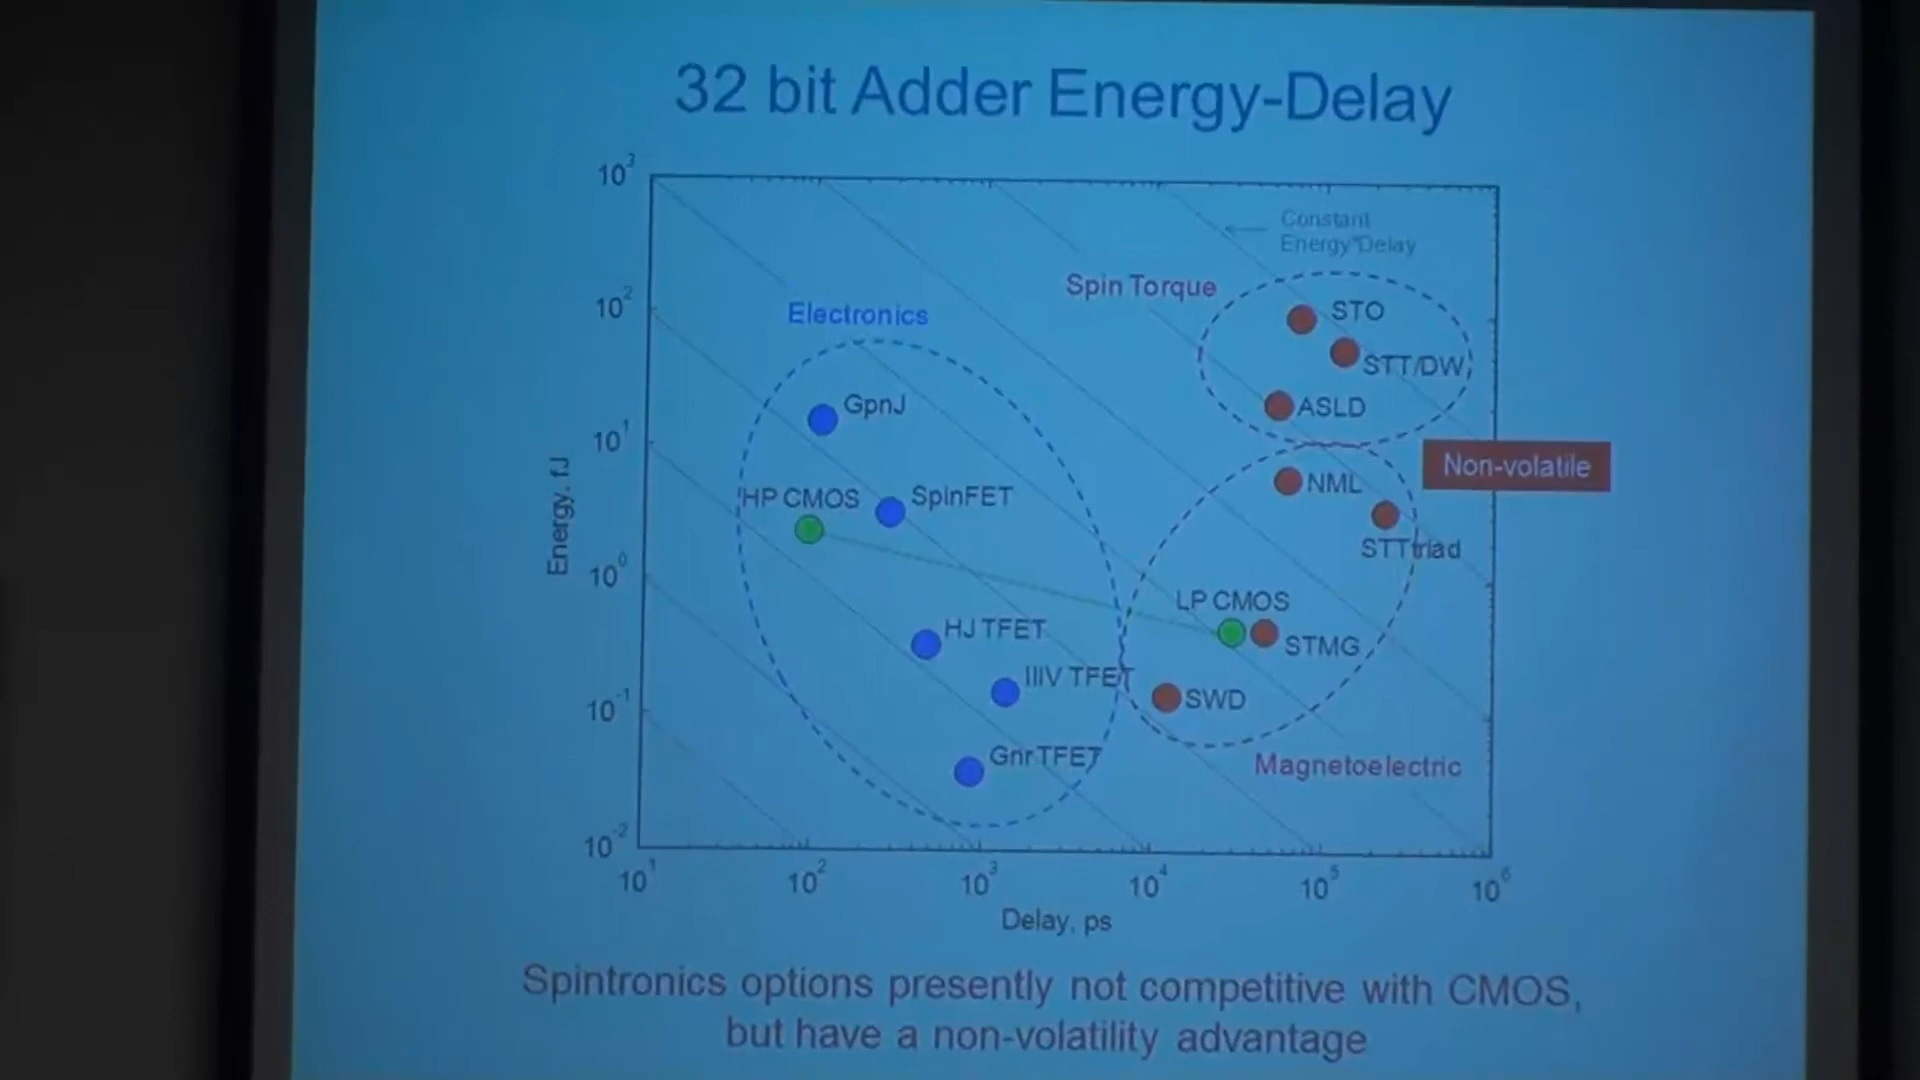 32 bit Adder Energy-Delay
10³
Constant
Energy*Delay
Spin Torque
10²
STO
Electronics
STT/DW
GpnJ
ASLD
10¹
Non-volatile
NML
HP CMOS
SpinFET
STTtriad
Energy, fJ
10⁰
LP CMOS
HJ TFET
STMG
IIIV TFET
SWD
10⁻¹
GnrTFET
Magnetoelectric
10⁻²
10¹ 10² 10³ 10⁴ 10⁵ 10⁶
Delay, ps
Spintronics options presently not competitive with CMOS,
but have a non-volatility advantage